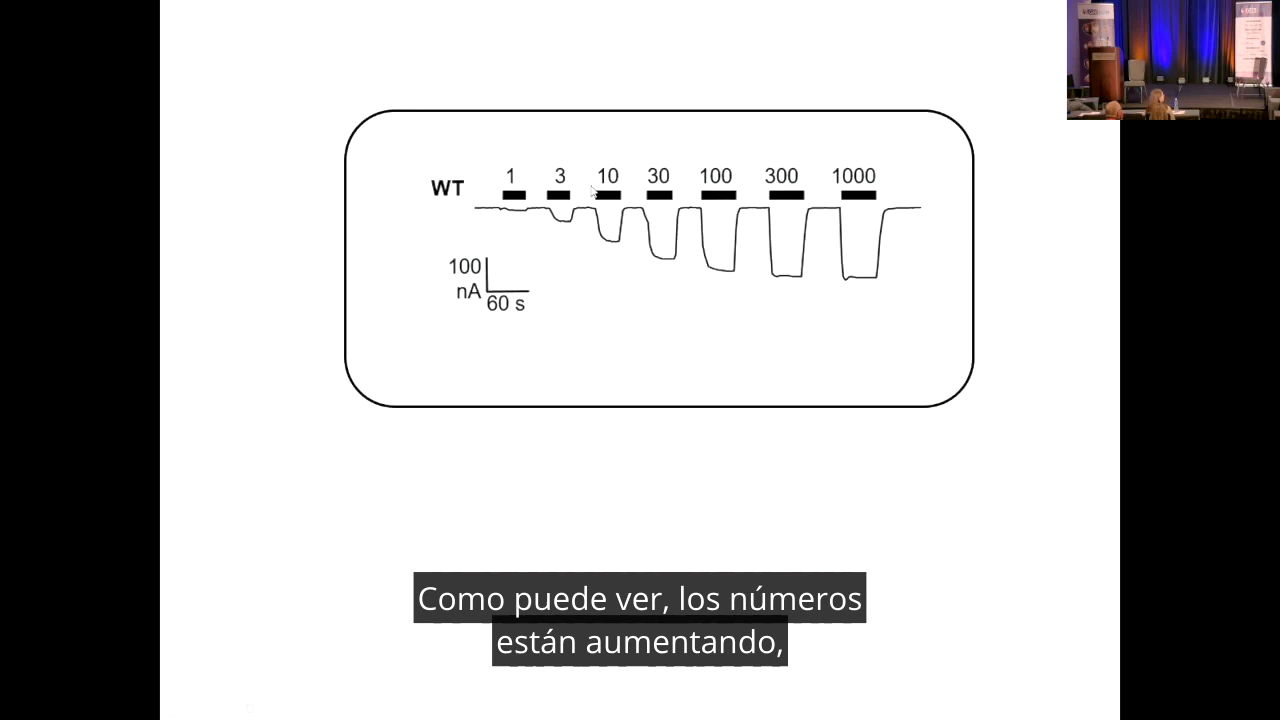 1 3 10 30 100 300 1000
WT
100
nA
60 s
Como puede ver, los números
están aumentando,